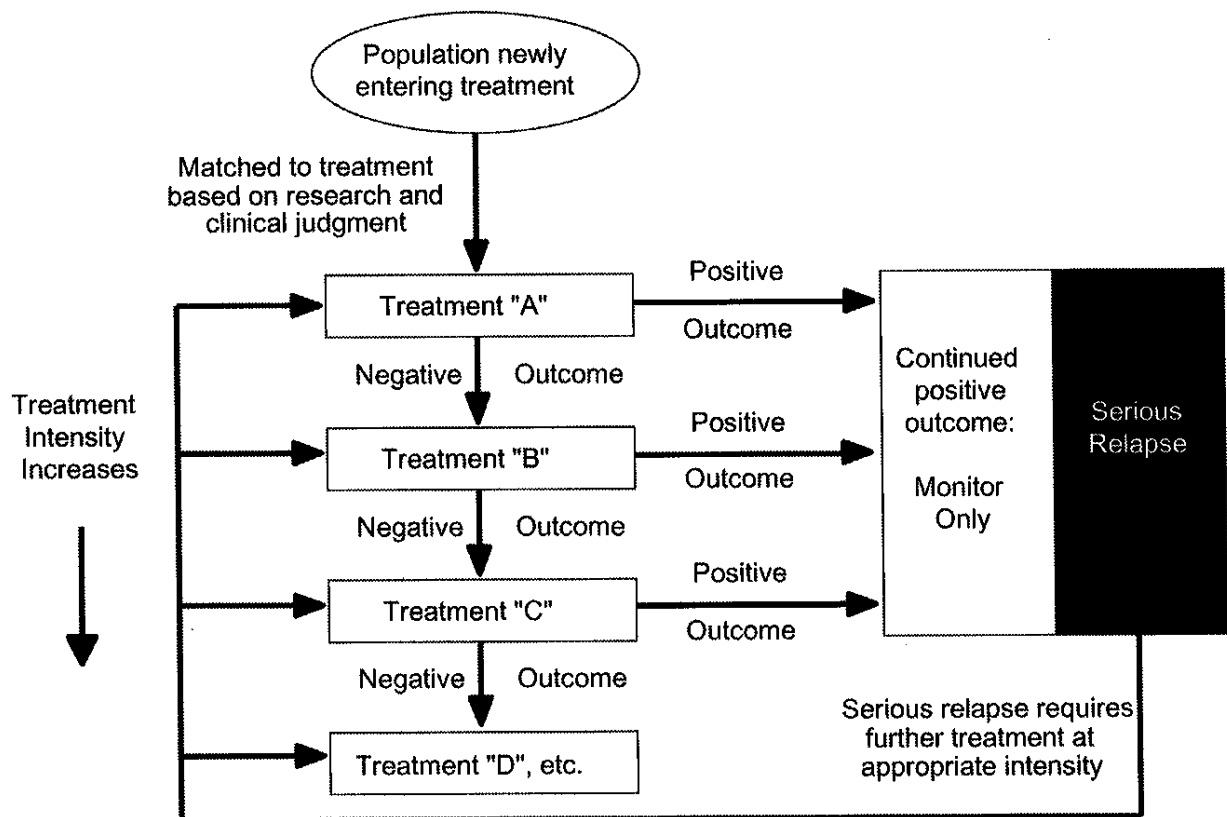 Population newly
entering treatment
Matched to treatment
based on research and
clinical judgment
Treatment "A"
Positive
Outcome
Negative Outcome
Treatment
Intensity
Increases
Treatment "B"
Positive
Outcome
Negative Outcome
Treatment "C"
Positive
Outcome
Negative Outcome
Treatment "D", etc.
Continued
positive
outcome:
Monitor
Only
Serious
Relapse
Serious relapse requires
further treatment at
appropriate intensity